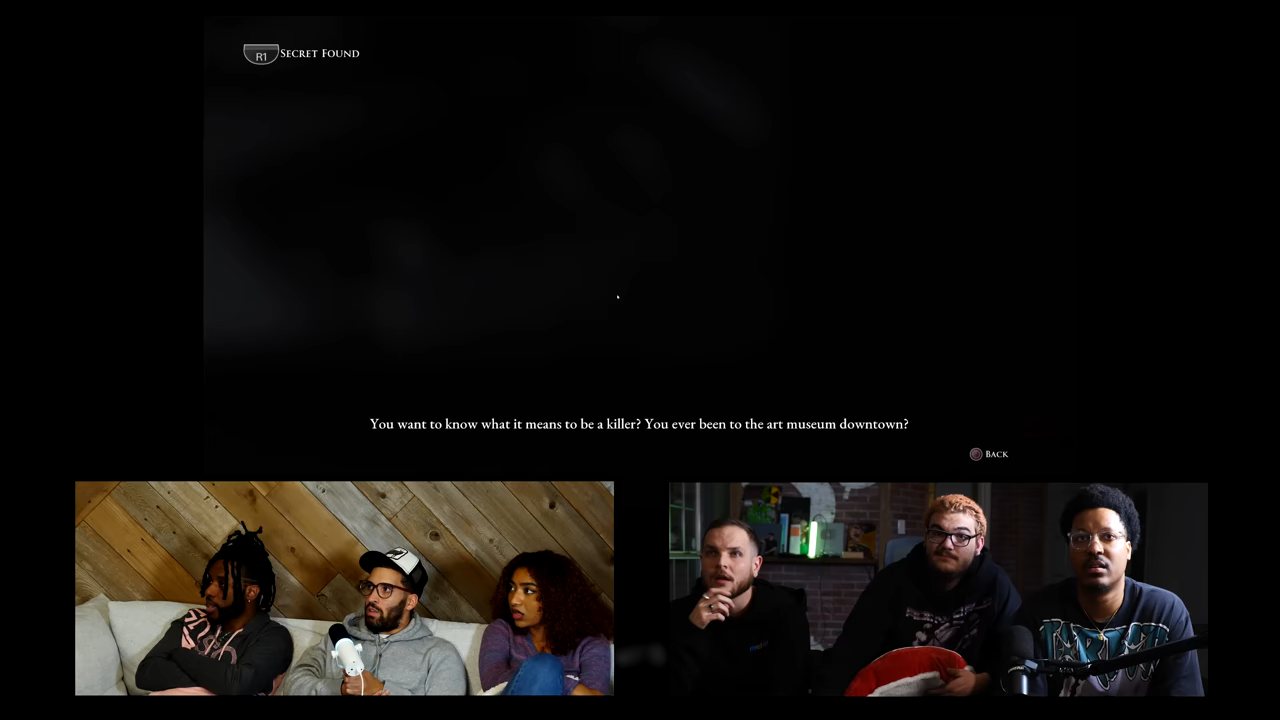 R1 Secret Found
You want to know what it means to be a killer? You ever been to the art museum downtown?
Back